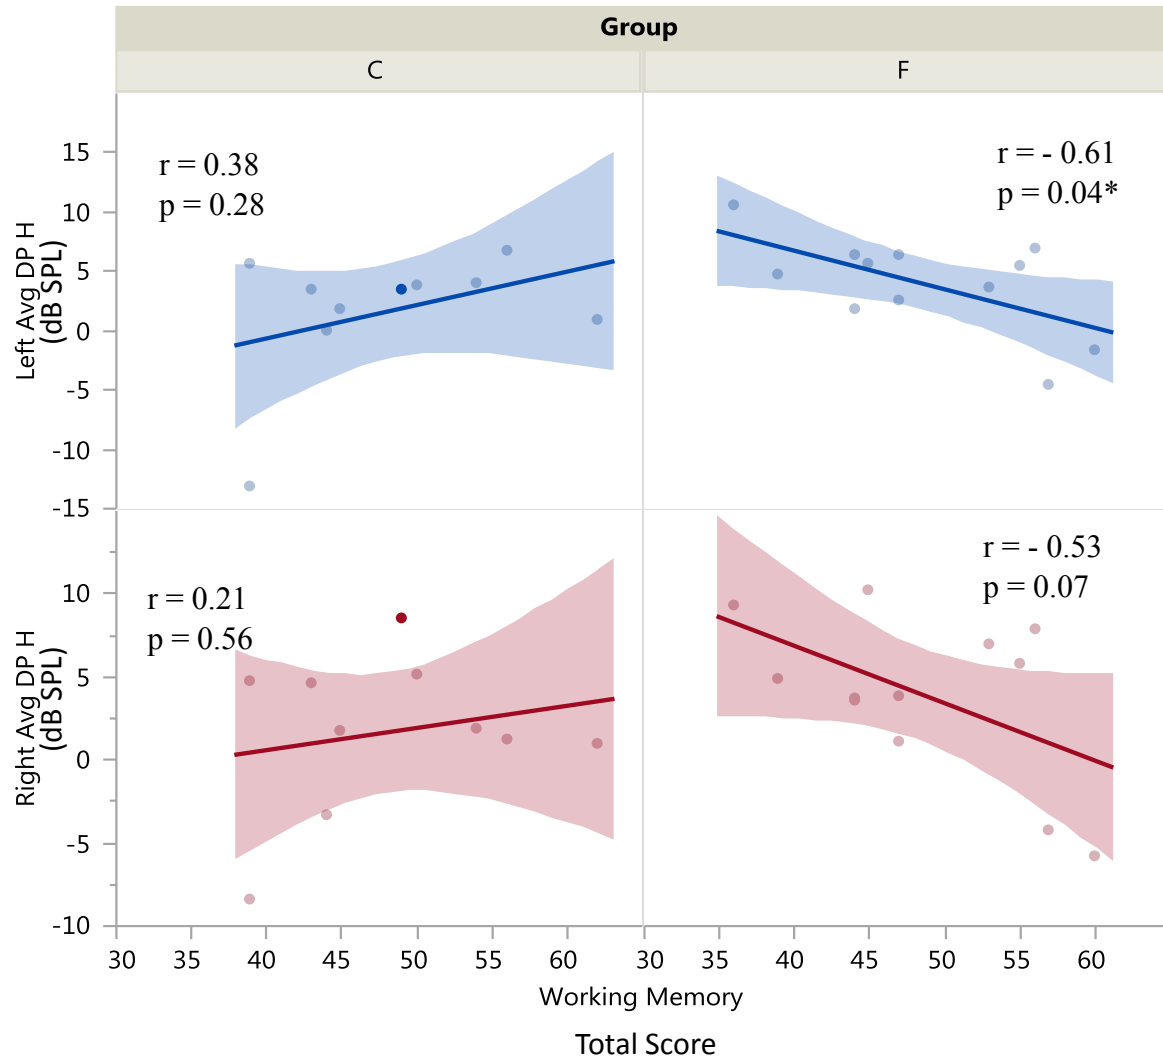 Group
C
F
Left Avg DP H
(dB SPL)
15
10
5
0
-5
-10
-15
r = 0.38
p = 0.28
r = - 0.61
p = 0.04*
Right Avg DP H
(dB SPL)
10
5
0
-5
-10
r = 0.21
p = 0.56
r = - 0.53
p = 0.07
30 35 40 45 50 55 60 30 35 40 45 50 55 60
Working Memory
Total Score